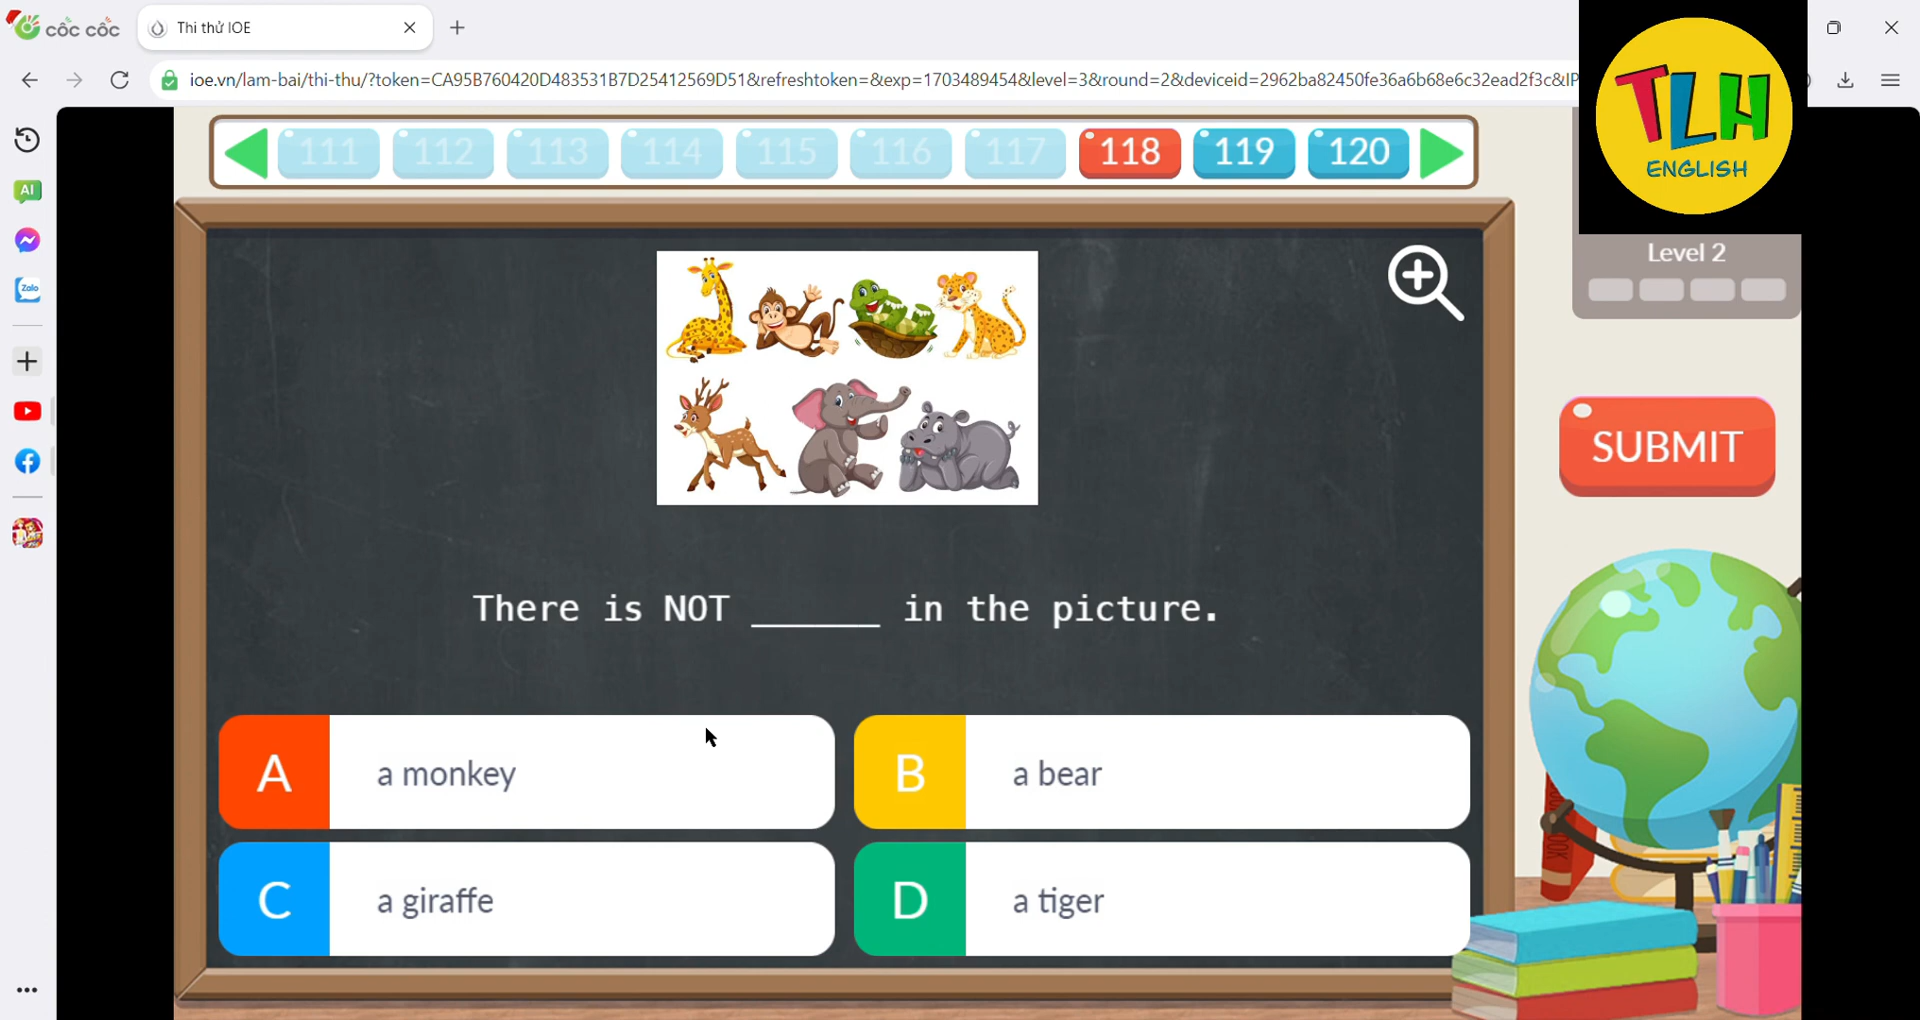 cốc cốc
Thi thử IOE
ioe.vn/lam-bai/thi-thu/?token=CA95B760420D483531B7D25412569D51&refreshtoken=&exp=1703489454&level=3&round=2&deviceid=2962ba82450fe36a6b68e6c32ead2f3c&IP
TLH
ENGLISH
AI
Zalo
111 112 113 114 115 116 117 118 119 120
Level 2
SUBMIT
There is NOT ______ in the picture.
A a monkey
B a bear
C a giraffe
D a tiger
BOOK